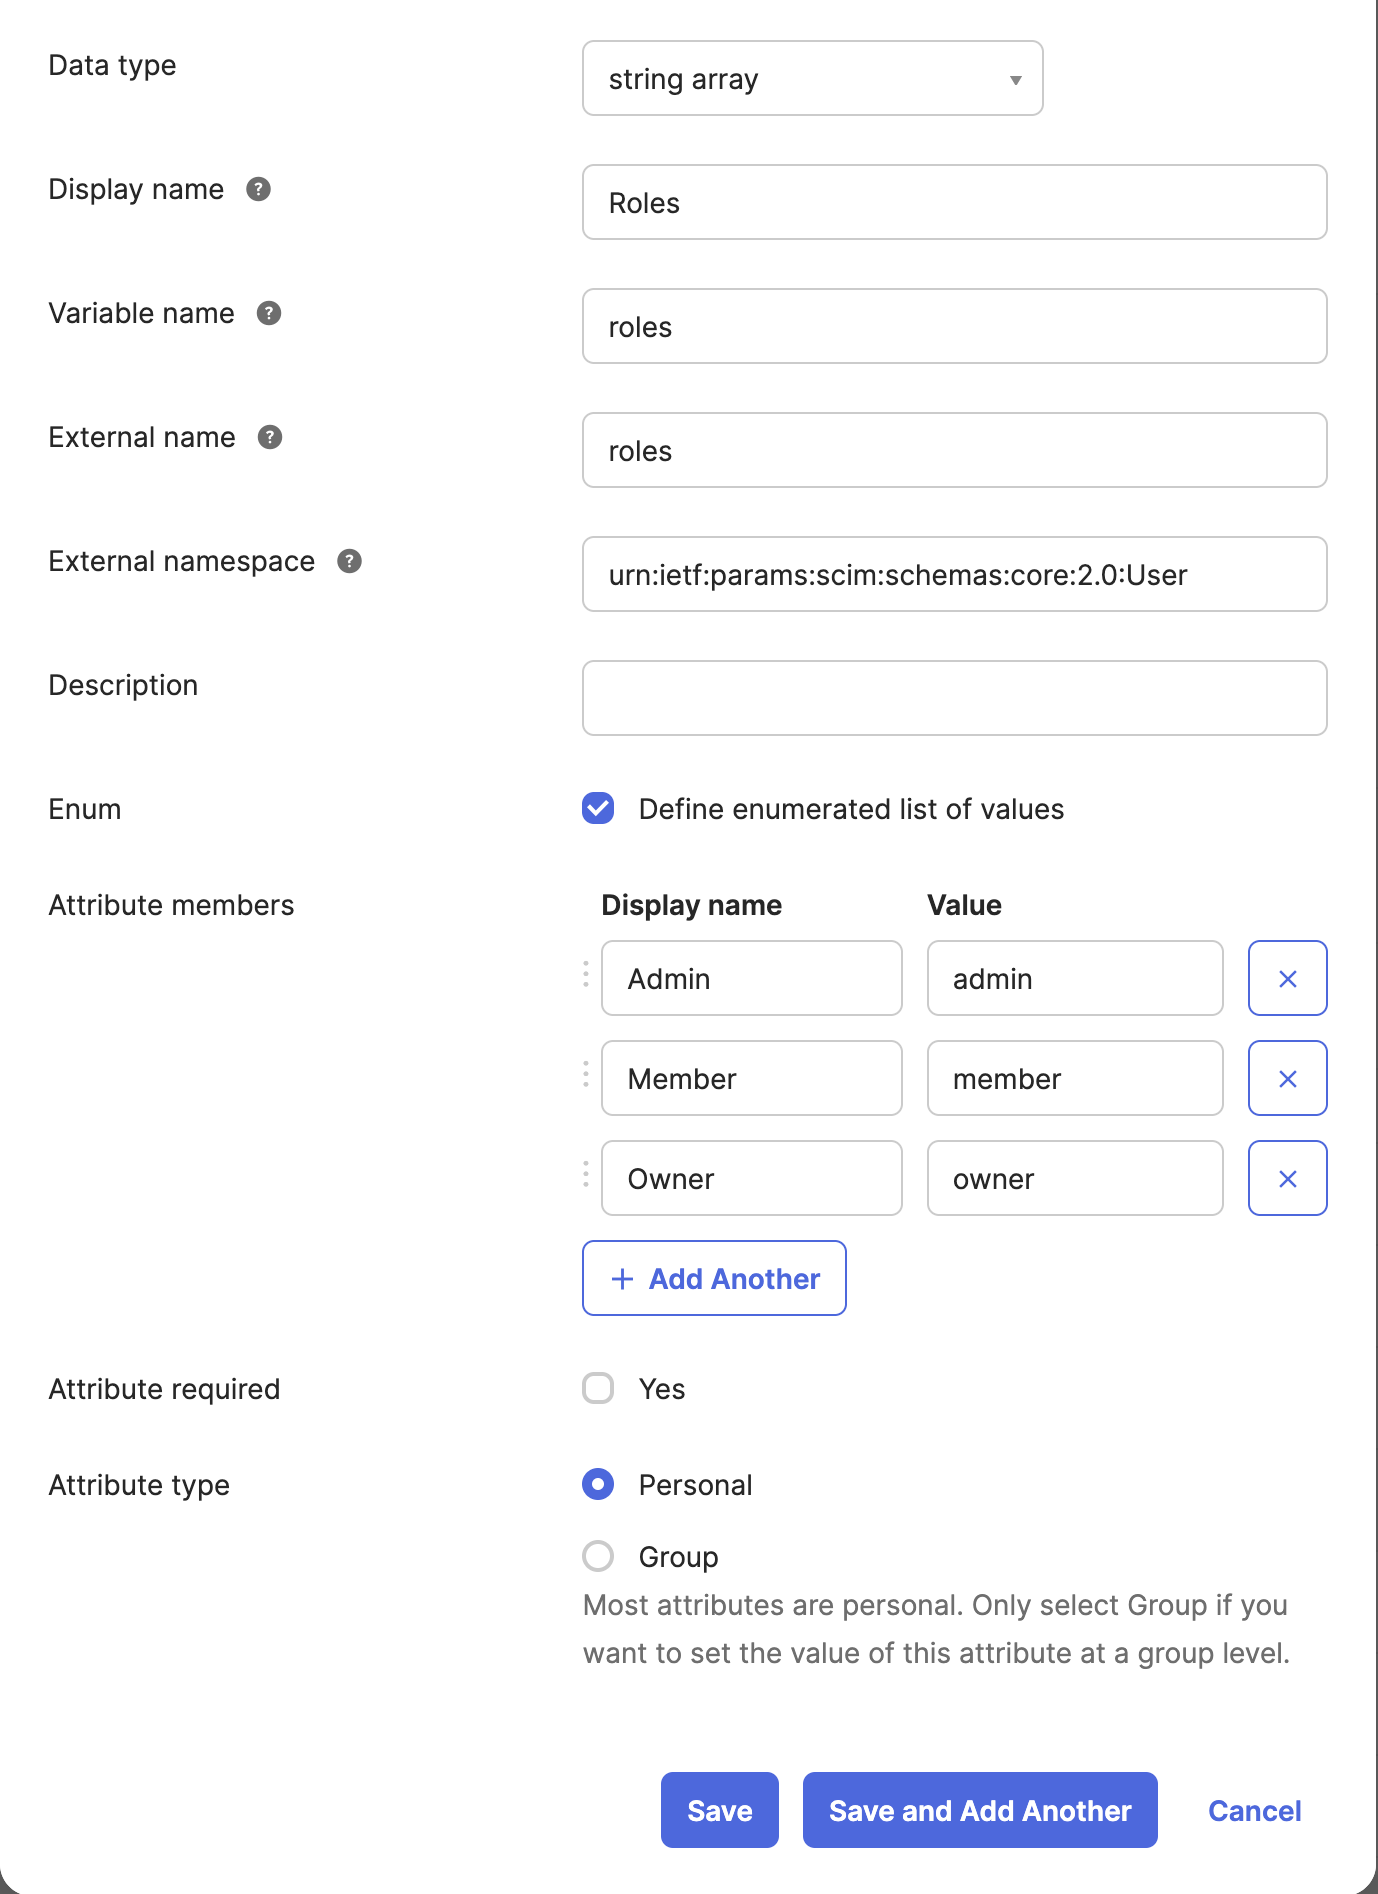 Data type
string array
Display name ?
Roles
Variable name ?
roles
External name ?
roles
External namespace ?
urn:ietf:params:scim:schemas:core:2.0:User
Description
Enum
Define enumerated list of values
Attribute members
Display name Value
Admin admin
Member member
Owner owner
+ Add Another
Attribute required
Yes
Attribute type
Personal
Group
Most attributes are personal. Only select Group if you
want to set the value of this attribute at a group level.
Save Save and Add Another Cancel